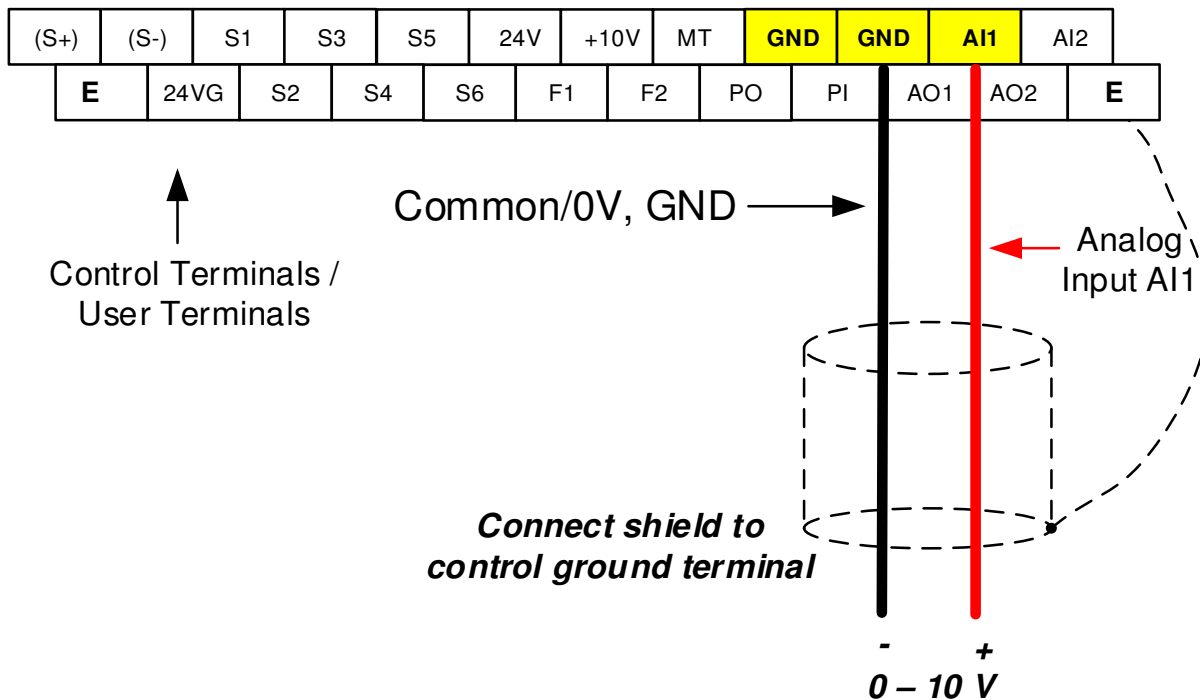 (S+) (S-) S1 S3 S5 24V +10V MT GND GND AI1 AI2
E 24VG S2 S4 S6 F1 F2 PO PI AO1 AO2 E
Common/0V, GND
Control Terminals /
User Terminals
Analog
Input AI1
Connect shield to
control ground terminal
- +
0 – 10 V